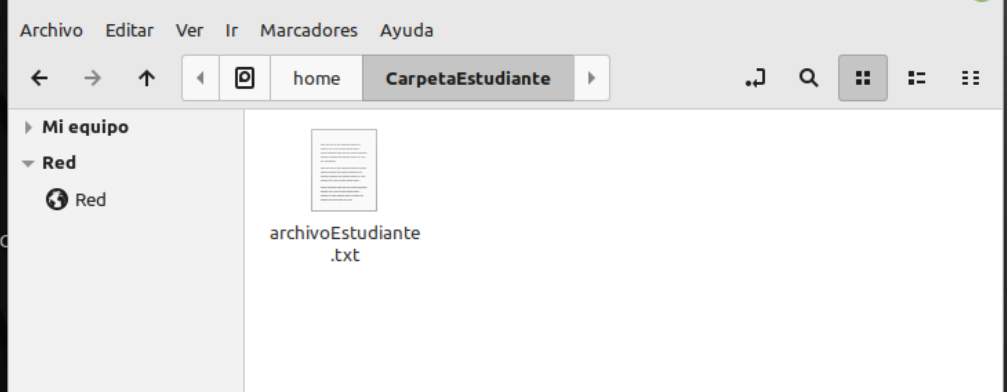 Archivo Editar Ver Ir Marcadores Ayuda
home CarpetaEstudiante
Mi equipo
Red
Red
archivoEstudiante
.txt